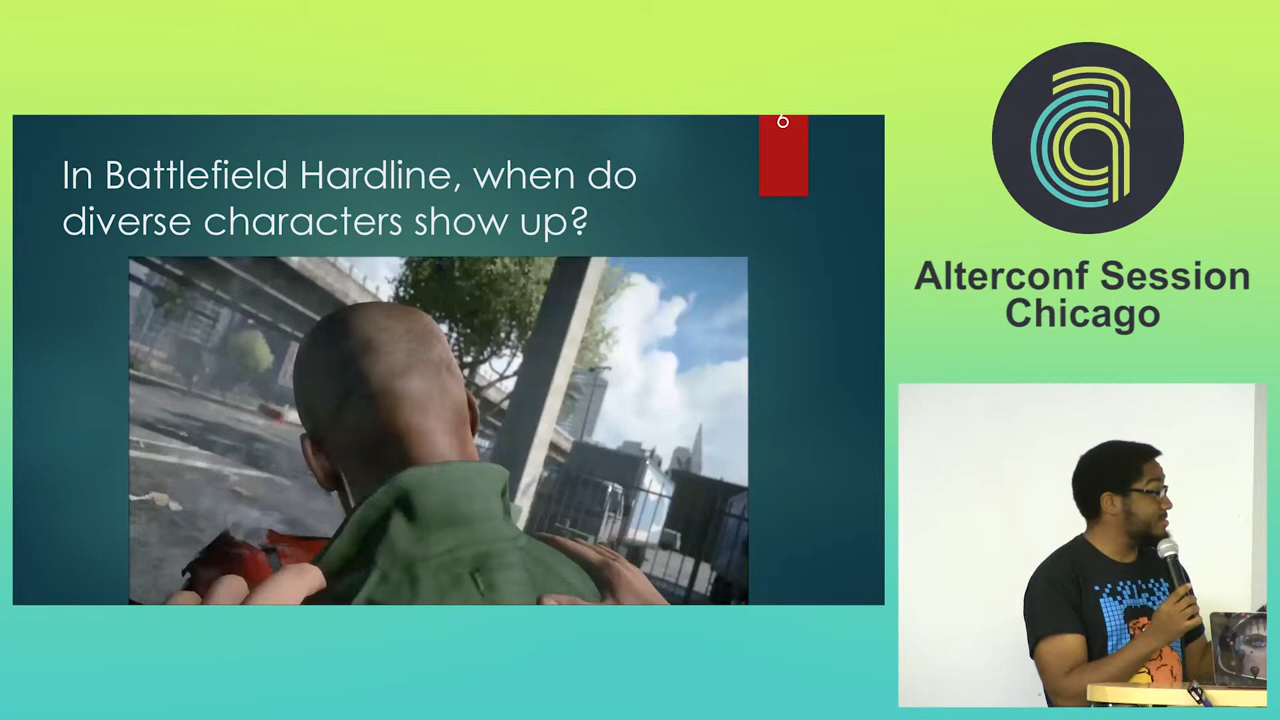 6
In Battlefield Hardline, when do
diverse characters show up?
Alterconf Session
Chicago